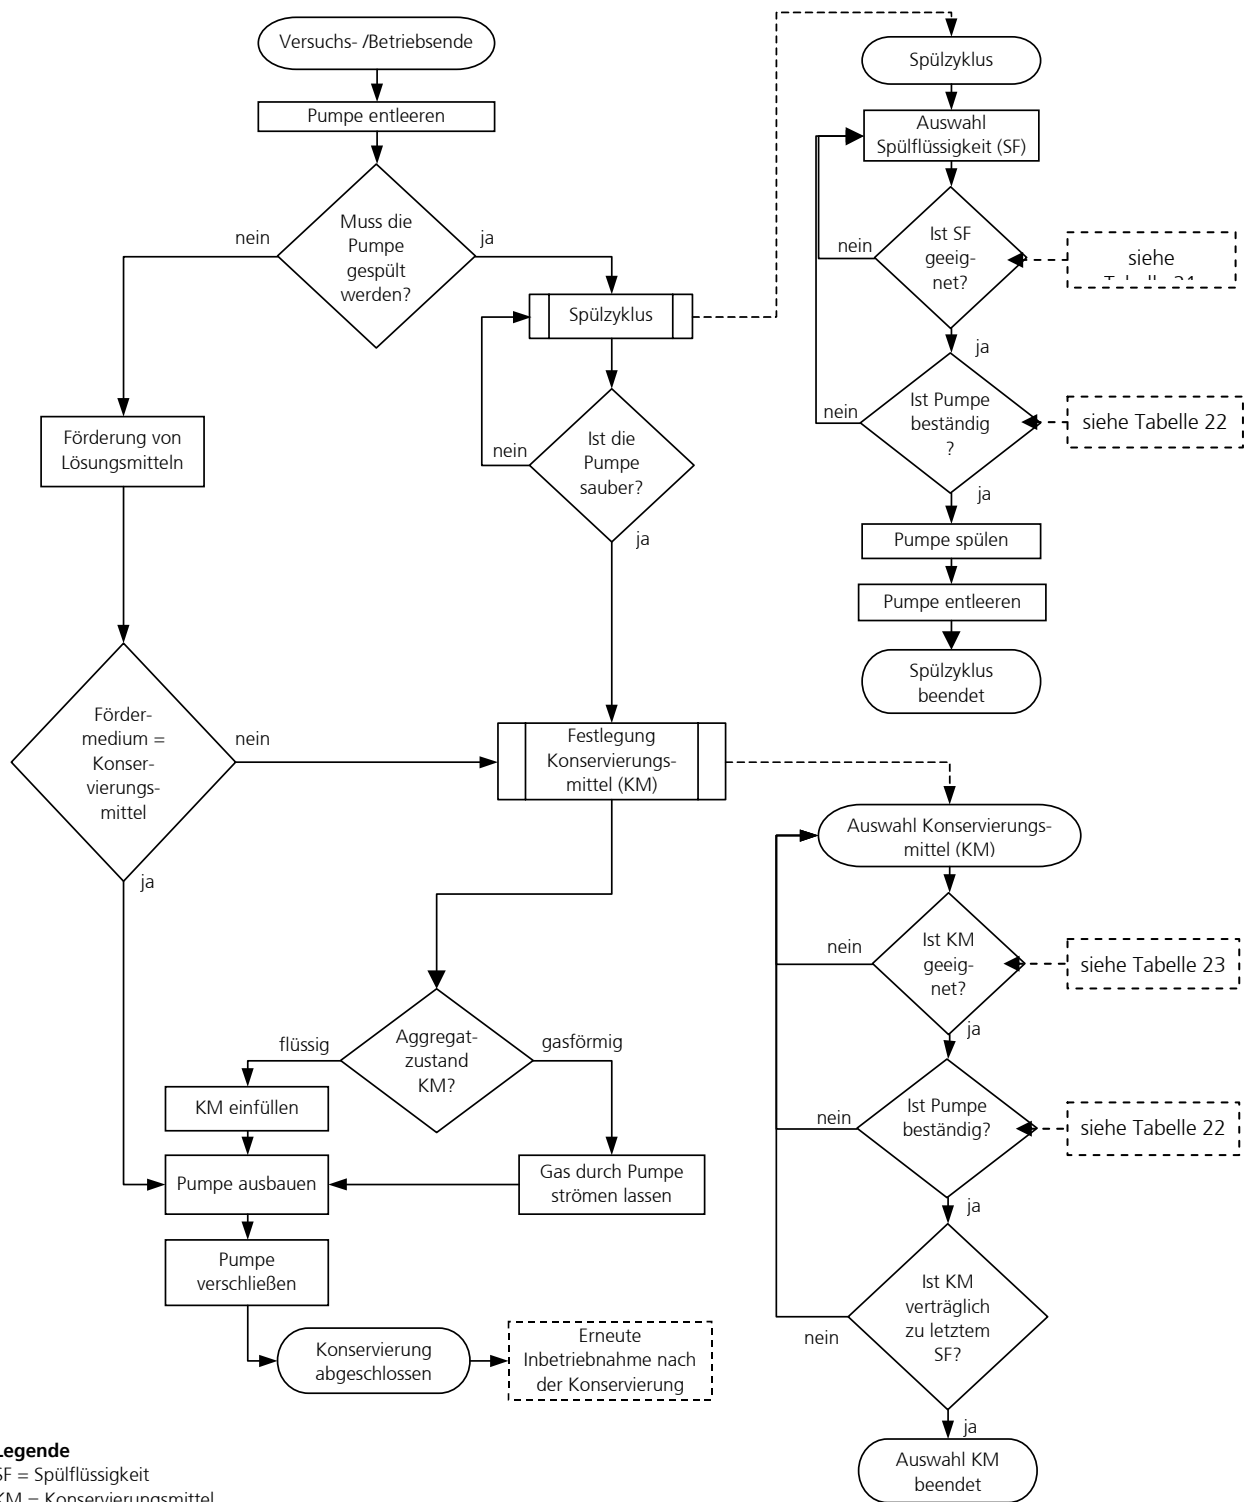 Versuchs- /Betriebsende
Pumpe entleeren
Muss die
Pumpe
gespült
werden?
nein
ja
Spülzyklus
Förderung von
Lösungsmitteln
Ist die
Pumpe
sauber?
nein
ja
Förder-
medium =
Konser-
vierungs-
mittel
nein
ja
Festlegung
Konservierungs-
mittel (KM)
Aggregat-
zustand
KM?
flüssig
gasförmig
KM einfüllen
Pumpe ausbauen
Gas durch Pumpe
strömen lassen
Pumpe
verschließen
Konservierung
abgeschlossen
Erneute
Inbetriebnahme nach
der Konservierung
Spülzyklus
Auswahl
Spülflüssigkeit (SF)
Ist SF
geeig-
net?
nein
ja
siehe
Ist Pumpe
beständig
?
nein
ja
siehe Tabelle 22
Pumpe spülen
Pumpe entleeren
Spülzyklus
beendet
Auswahl Konservierungs-
mittel (KM)
Ist KM
geeig-
net?
nein
ja
siehe Tabelle 23
Ist Pumpe
beständig?
nein
ja
siehe Tabelle 22
Ist KM
verträglich
zu letztem
SF?
nein
ja
Auswahl KM
beendet
Legende
SF = Spülflüssigkeit
KM = Konservierungsmittel